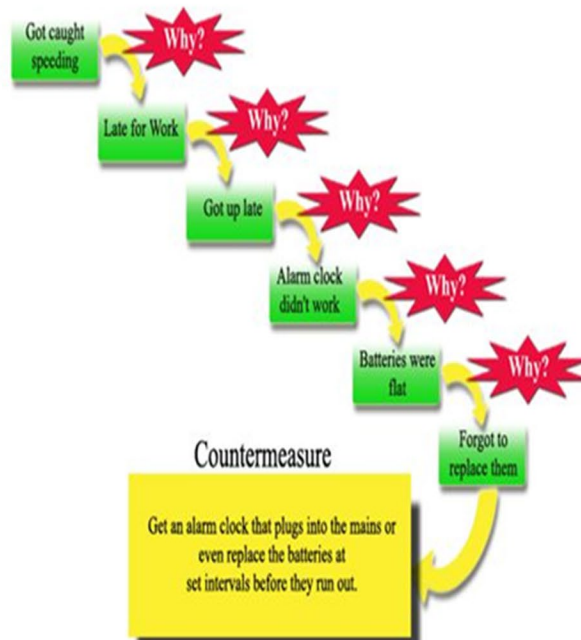 Got caught
speeding
Why?
Late for Work
Why?
Got up late
Why?
Alarm clock
didn't work
Why?
Batteries were
flat
Why?
Forgot to
replace them
Countermeasure
Get an alarm clock that plugs into the mains or
even replace the batteries at
set intervals before they run out.